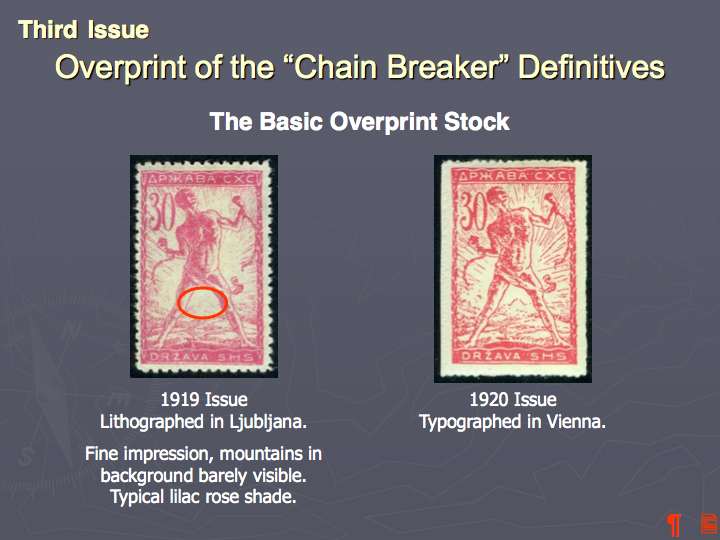 Third Issue
Overprint of the “Chain Breaker” Definitives
The Basic Overprint Stock
ДРЖАВА СХС
30
DRŽAVA SHS
ДРЖАВА СХС
30
DRŽAVA SHS
1919 Issue
Lithographed in Ljubljana.
Fine impression, mountains in
background barely visible.
Typical lilac rose shade.
1920 Issue
Typographed in Vienna.
N
E
S
¶